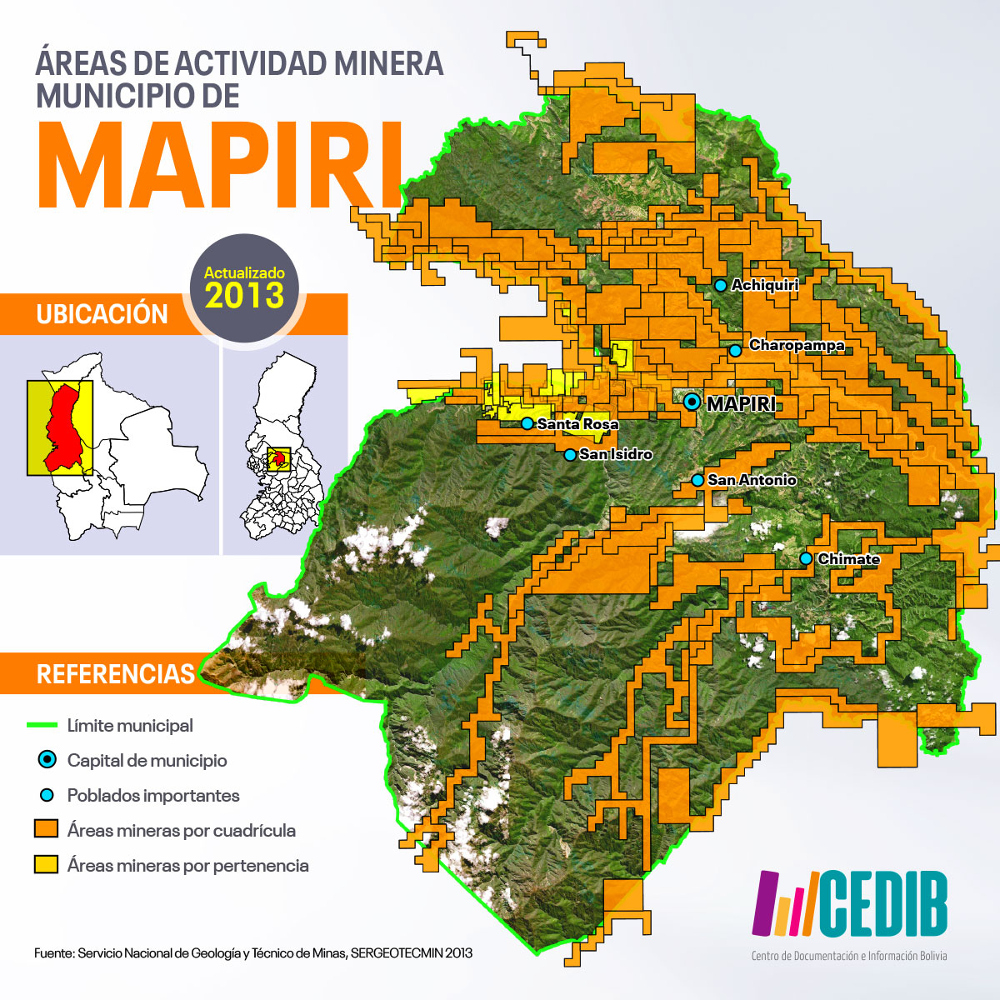 ÁREAS DE ACTIVIDAD MINERA
MUNICIPIO DE
MAPIRI
Actualizado
2013
UBICACIÓN
Achiquiri
Charopampa
MAPIRI
Santa Rosa
San Isidro
San Antonio
Chimate
REFERENCIAS
Límite municipal
Capital de municipio
Poblados importantes
Áreas mineras por cuadrícula
Áreas mineras por pertenencia
Fuente: Servicio Nacional de Geología y Técnico de Minas, SERGEOTECMIN 2013
CEDIB
Centro de Documentación e Información Bolivia